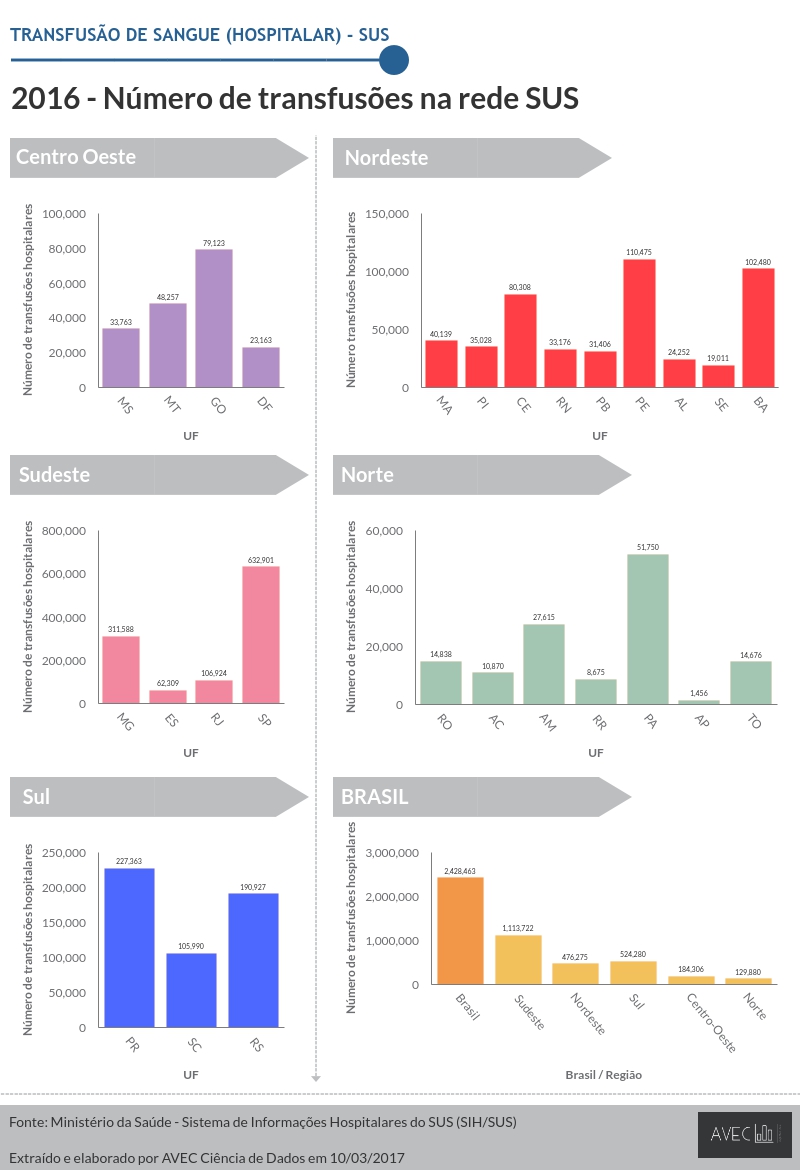 TRANSFUSÃO DE SANGUE (HOSPITALAR) - SUS
2016 - Número de transfusões na rede SUS
Centro Oeste
Número de transfusões hospitalares
100,000
80,000
60,000
40,000
20,000
0
33,763
48,257
79,123
23,163
MS
MT
GO
DF
UF
Nordeste
Número transfusões hospitalares
150,000
100,000
50,000
0
40,139
35,028
80,308
33,176
31,406
110,475
24,252
19,011
102,480
MA
PI
CE
RN
PB
PE
AL
SE
BA
UF
Sudeste
Número de transfusões hospitalares
800,000
600,000
400,000
200,000
0
311,588
62,309
106,924
632,901
MG
ES
RJ
SP
UF
Norte
Número de transfusões hospitalares
60,000
40,000
20,000
0
14,838
10,870
27,615
8,675
51,750
1,456
14,676
RO
AC
AM
RR
PA
AP
TO
UF
Sul
Número de transfusões hospitalares
250,000
200,000
150,000
100,000
50,000
0
227,363
105,990
190,927
PR
SC
RS
UF
BRASIL
Número de transfusões hospitalares
3,000,000
2,000,000
1,000,000
0
2,428,463
1,113,722
476,275
524,280
184,306
129,880
Brasil
Sudeste
Nordeste
Sul
Centro-Oeste
Norte
Brasil / Região
Fonte: Ministério da Saúde - Sistema de Informações Hospitalares do SUS (SIH/SUS)
Extraído e elaborado por AVEC Ciência de Dados em 10/03/2017
AVEC